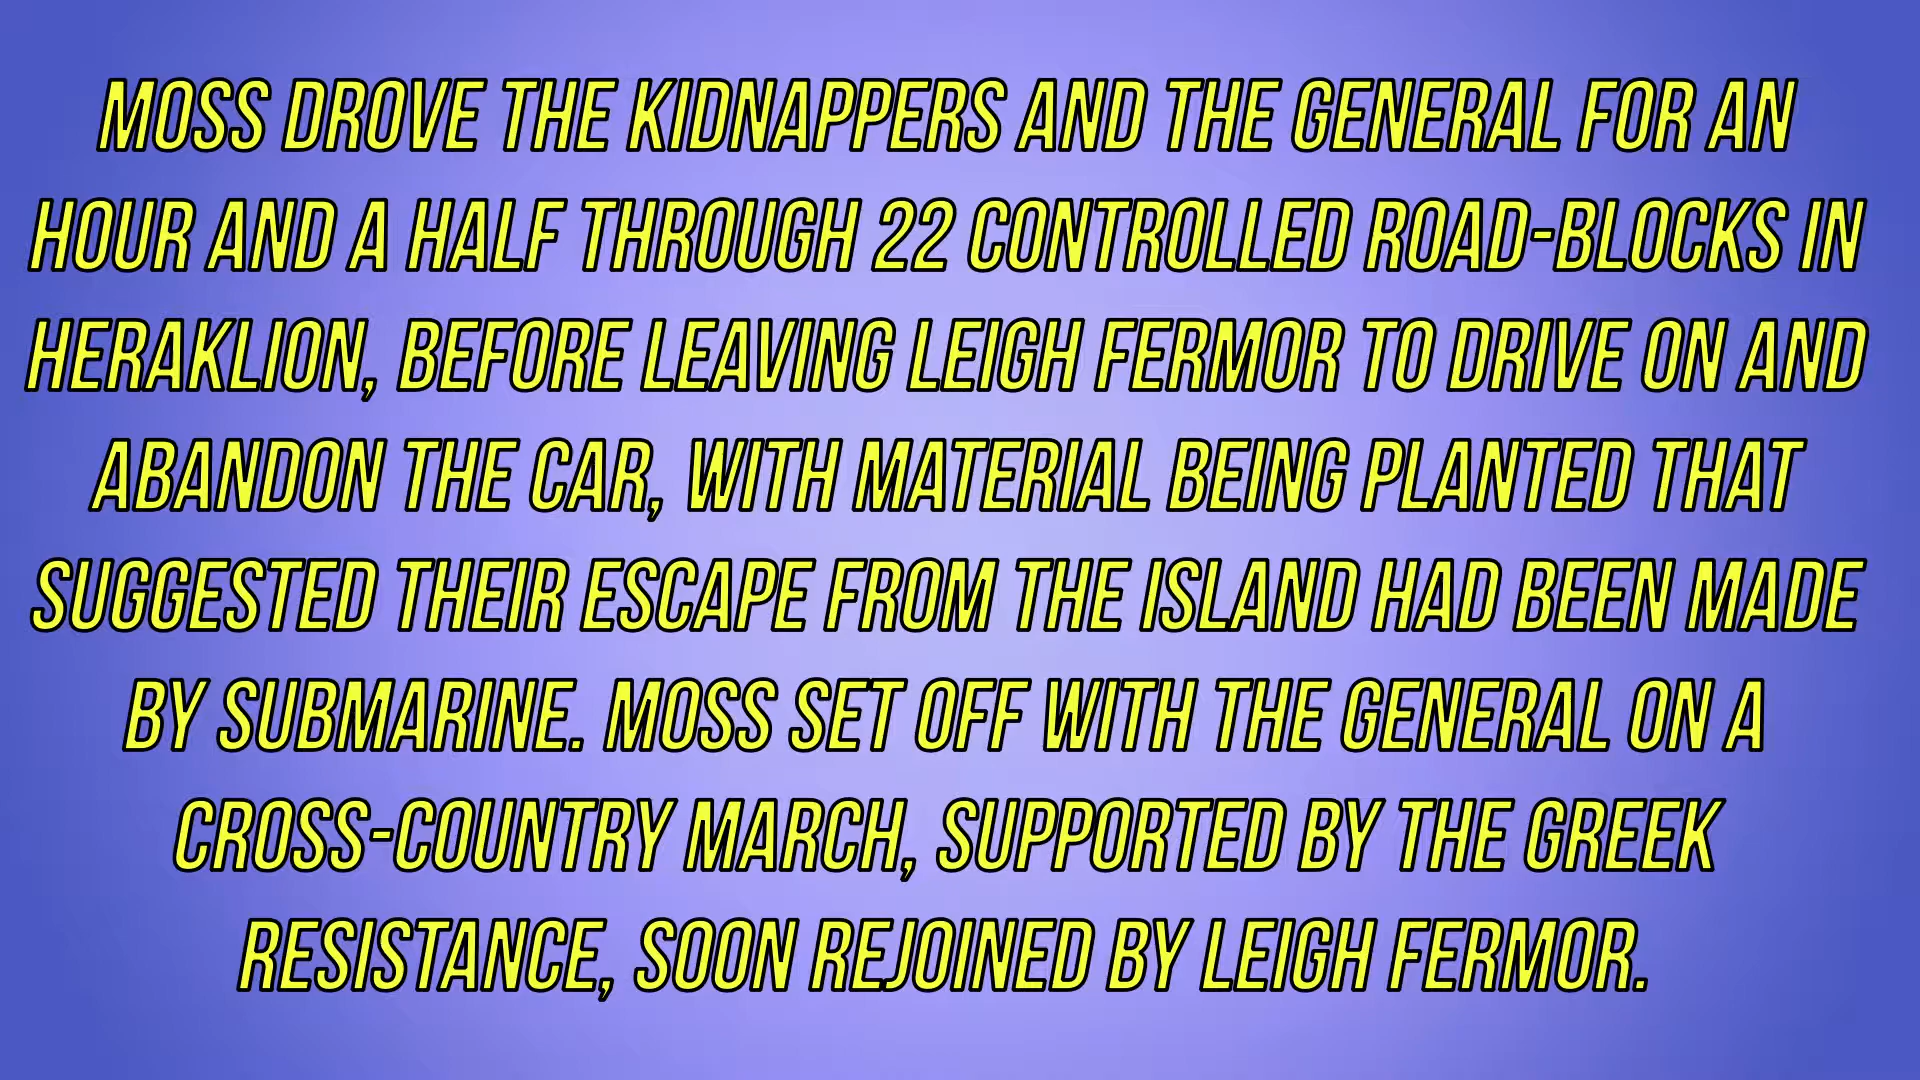 MOSS DROVE THE KIDNAPPERS AND THE GENERAL FOR AN
HOUR AND A HALF THROUGH 22 CONTROLLED ROAD-BLOCKS IN
HERAKLION, BEFORE LEAVING LEIGH FERMOR TO DRIVE ON AND
ABANDON THE CAR, WITH MATERIAL BEING PLANTED THAT
SUGGESTED THEIR ESCAPE FROM THE ISLAND HAD BEEN MADE
BY SUBMARINE. MOSS SET OFF WITH THE GENERAL ON A
CROSS-COUNTRY MARCH, SUPPORTED BY THE GREEK
RESISTANCE, SOON REJOINED BY LEIGH FERMOR.